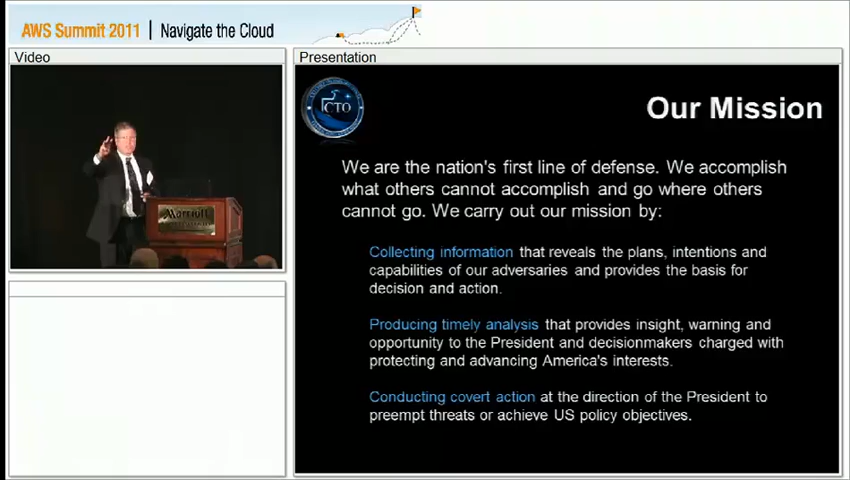 AWS Summit 2011 | Navigate the Cloud
Video
Presentation
Marriott
CTO
Our Mission
We are the nation's first line of defense. We accomplish
what others cannot accomplish and go where others
cannot go. We carry out our mission by:
Collecting information that reveals the plans, intentions and
capabilities of our adversaries and provides the basis for
decision and action.
Producing timely analysis that provides insight, warning and
opportunity to the President and decisionmakers charged with
protecting and advancing America's interests.
Conducting covert action at the direction of the President to
preempt threats or achieve US policy objectives.